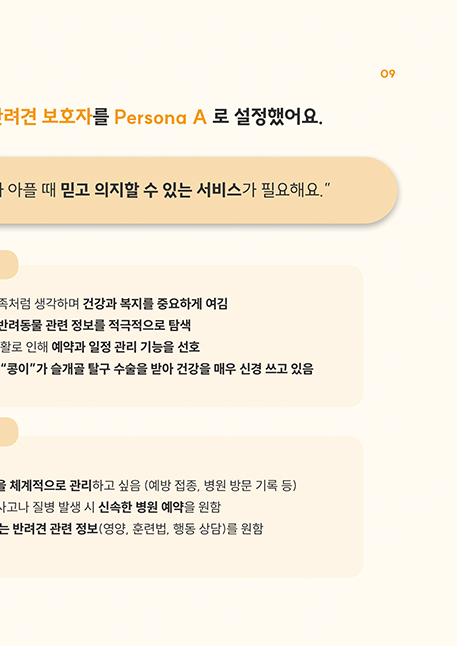 09
반려견 보호자를 Persona A 로 설정했어요.
아플 때 믿고 의지할 수 있는 서비스가 필요해요.”
족처럼 생각하며 건강과 복지를 중요하게 여김
반려동물 관련 정보를 적극적으로 탐색
활로 인해 예약과 일정 관리 기능을 선호
“콩이”가 슬개골 탈구 수술을 받아 건강을 매우 신경 쓰고 있음
을 체계적으로 관리하고 싶음 (예방 접종, 병원 방문 기록 등)
사고나 질병 발생 시 신속한 병원 예약을 원함
는 반려견 관련 정보(영양, 훈련법, 행동 상담)를 원함